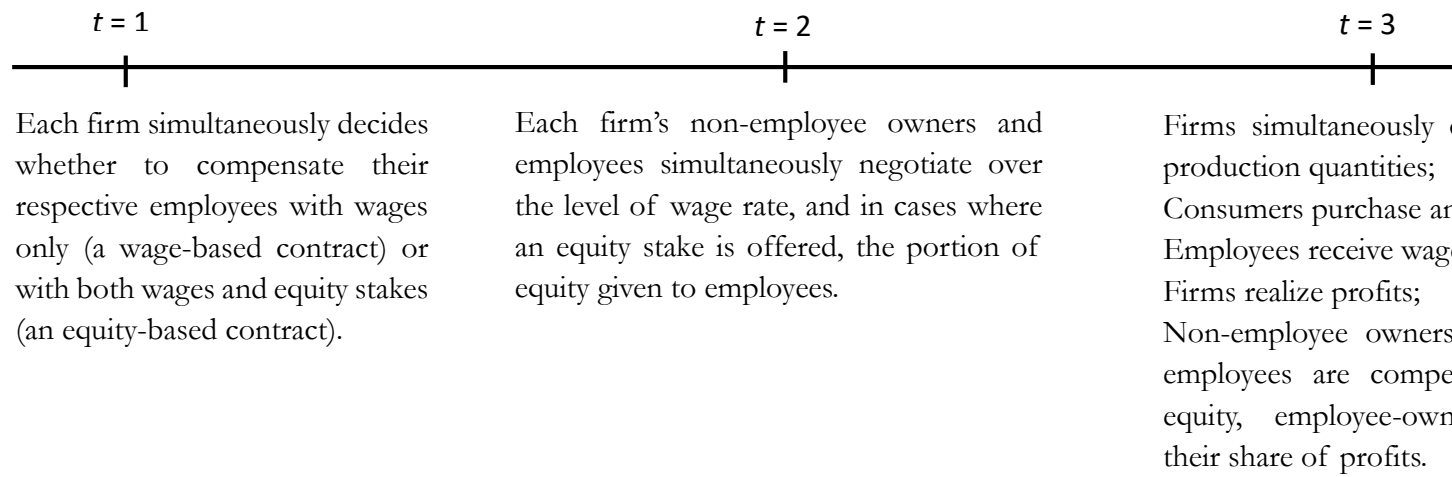 t = 1
t = 2
t = 3
Each firm simultaneously decides
whether to compensate their
respective employees with wages
only (a wage-based contract) or
with both wages and equity stakes
(an equity-based contract).
Each firm’s non-employee owners and
employees simultaneously negotiate over
the level of wage rate, and in cases where
an equity stake is offered, the portion of
equity given to employees.
Firms simultaneously
production quantities;
Consumers purchase
Employees receive
Firms realize profits;
Non-employee owners
employees are
equity,
their share of profits.